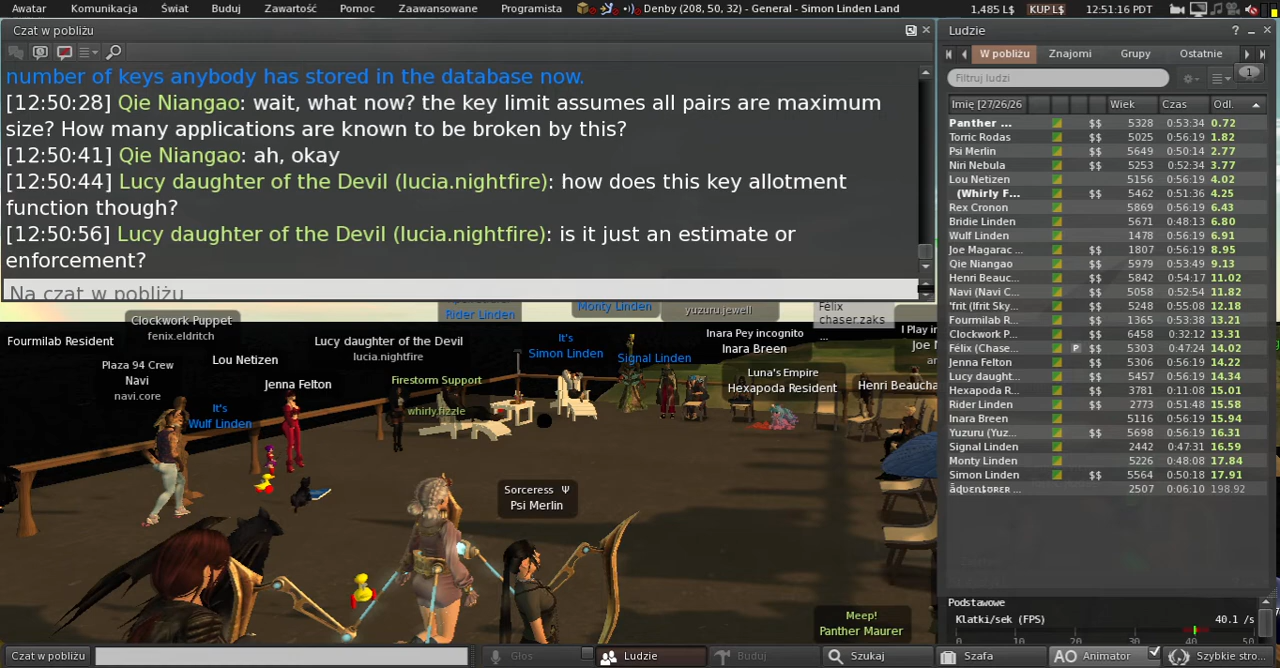 Awatar Komunikacja Świat Buduj Zawartość Pomoc Zaawansowane Programista Denby (208, 50, 32) - General - Simon Linden Land 1,485 L$ KUP L$ 12:51:16 PDT
Czat w pobliżu
number of keys anybody has stored in the database now.
[12:50:28] Qie Niangao: wait, what now? the key limit assumes all pairs are maximum
size? How many applications are known to be broken by this?
[12:50:41] Qie Niangao: ah, okay
[12:50:44] Lucy daughter of the Devil (lucia.nightfire): how does this key allotment
function though?
[12:50:56] Lucy daughter of the Devil (lucia.nightfire): is it just an estimate or
enforcement?
Na czat w pobliżu
Ludzie
W pobliżu Znajomi Grupy Ostatnie
Filtruj ludzi
1
Imię [27/26/26 Wiek Czas Odl.
Panther ... $$ 5328 0:53:34 0.72
Torric Rodas $$ 5025 0:56:19 1.82
Psi Merlin $$ 5649 0:50:14 2.77
Niri Nebula $$ 5253 0:52:34 3.77
Lou Netizen 5156 0:56:19 4.02
(Whirly F... $$ 5462 0:51:36 4.25
Rex Cronon 5869 0:56:19 6.43
Bridie Linden 5671 0:48:13 6.80
Wulf Linden 1478 0:56:19 6.91
Joe Magarac ... $$ 1807 0:56:19 8.95
Qie Niangao $$ 5979 0:53:49 9.13
Henri Beauc... $$ 5842 0:54:17 11.02
Navi (Navi C... $$ 5058 0:52:54 11.82
'frit (Ifrit Sky... $$ 5248 0:55:08 12.18
Fourmilab R... $$ 1365 0:53:38 13.21
Clockwork P... $$ 6458 0:32:12 13.31
Félix (Chase... P $$ 5303 0:47:24 14.02
Jenna Felton $$ 5306 0:56:19 14.22
Lucy daught... $$ 5457 0:56:19 14.34
Hexapoda R... $$ 3781 0:11:08 15.01
Rider Linden $$ 2773 0:51:48 15.58
Inara Breen 5116 0:56:19 15.94
Yuzuru (Yuz... $$ 5698 0:56:19 16.31
Signal Linden 2442 0:47:31 16.59
Monty Linden 5226 0:48:08 17.84
Simon Linden $$ 5564 0:50:18 17.91
2507 0:06:10 198.92
Podstawowe
Klatki/sek (FPS) 40.1 /s
0 10 20 30 40 50
Rider Linden
Monty Linden
yuzuru.jewell
Felix
chaser.zaks
...
Clockwork Puppet
fenix.eldritch
Fourmilab Resident
Lucy daughter of the Devil
lucia.nightfire
It's
Simon Linden
Signal Linden
Inara Pey incognito
Inara Breen
I Play in
Joe
Plaza 94 Crew
Navi
navi.core
Lou Netizen
Jenna Felton
Firestorm Support
whirly.fizzle
Luna's Empire
Hexapoda Resident
Henri Beaucha
It's
Wulf Linden
Sorceress Ψ
Psi Merlin
Meep!
Panther Maurer
Czat w pobliżu Głos Ludzie Buduj Szukaj Szafa AO Animator Szybkie stro...